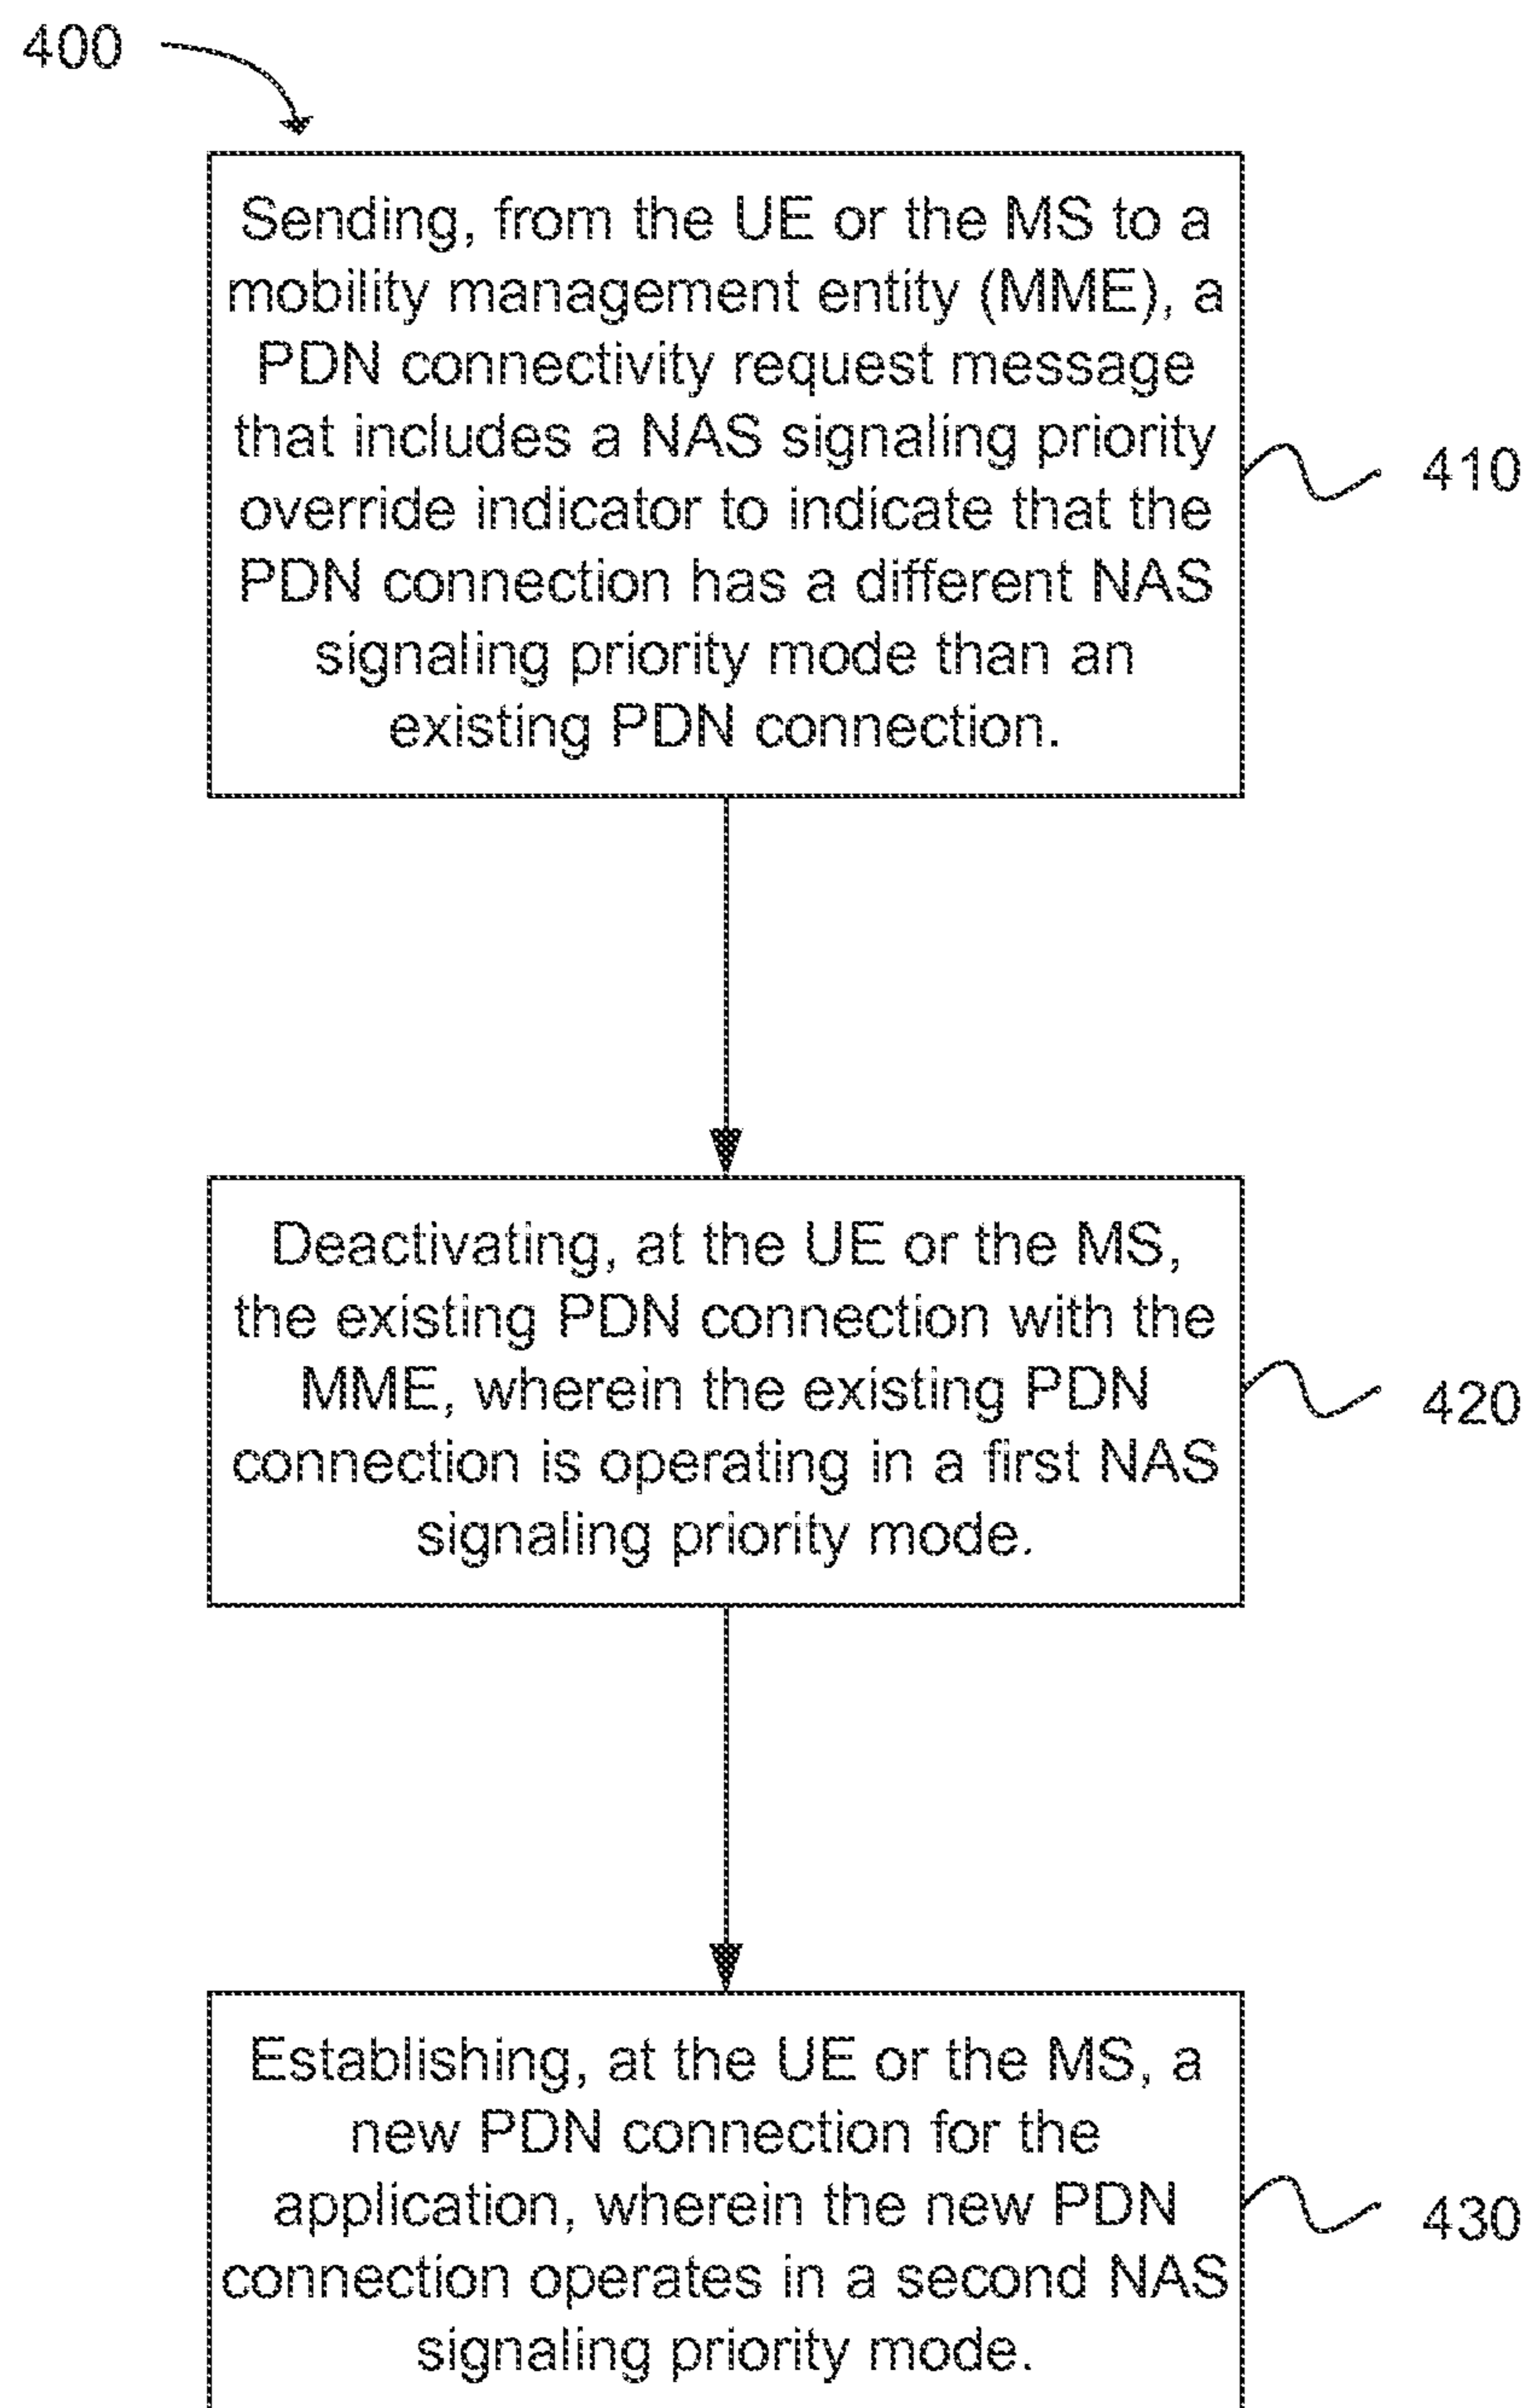 400
Sending, from the UE or the MS to a
mobility management entity (MME), a
PDN connectivity request message
that includes a NAS signaling priority
override indicator to indicate that the
PDN connection has a different NAS
signaling priority mode than an
existing PDN connection.
410
Deactivating, at the UE or the MS,
the existing PDN connection with the
MME, wherein the existing PDN
connection is operating in a first NAS
signaling priority mode.
420
Establishing, at the UE or the MS, a
new PDN connection for the
application, wherein the new PDN
connection operates in a second NAS
signaling priority mode.
430